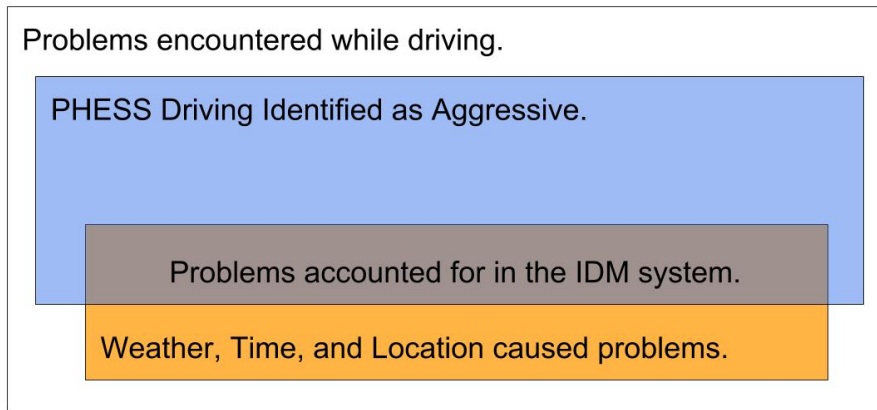 Problems encountered while driving.
PHESS Driving Identified as Aggressive.
Problems accounted for in the IDM system.
Weather, Time, and Location caused problems.